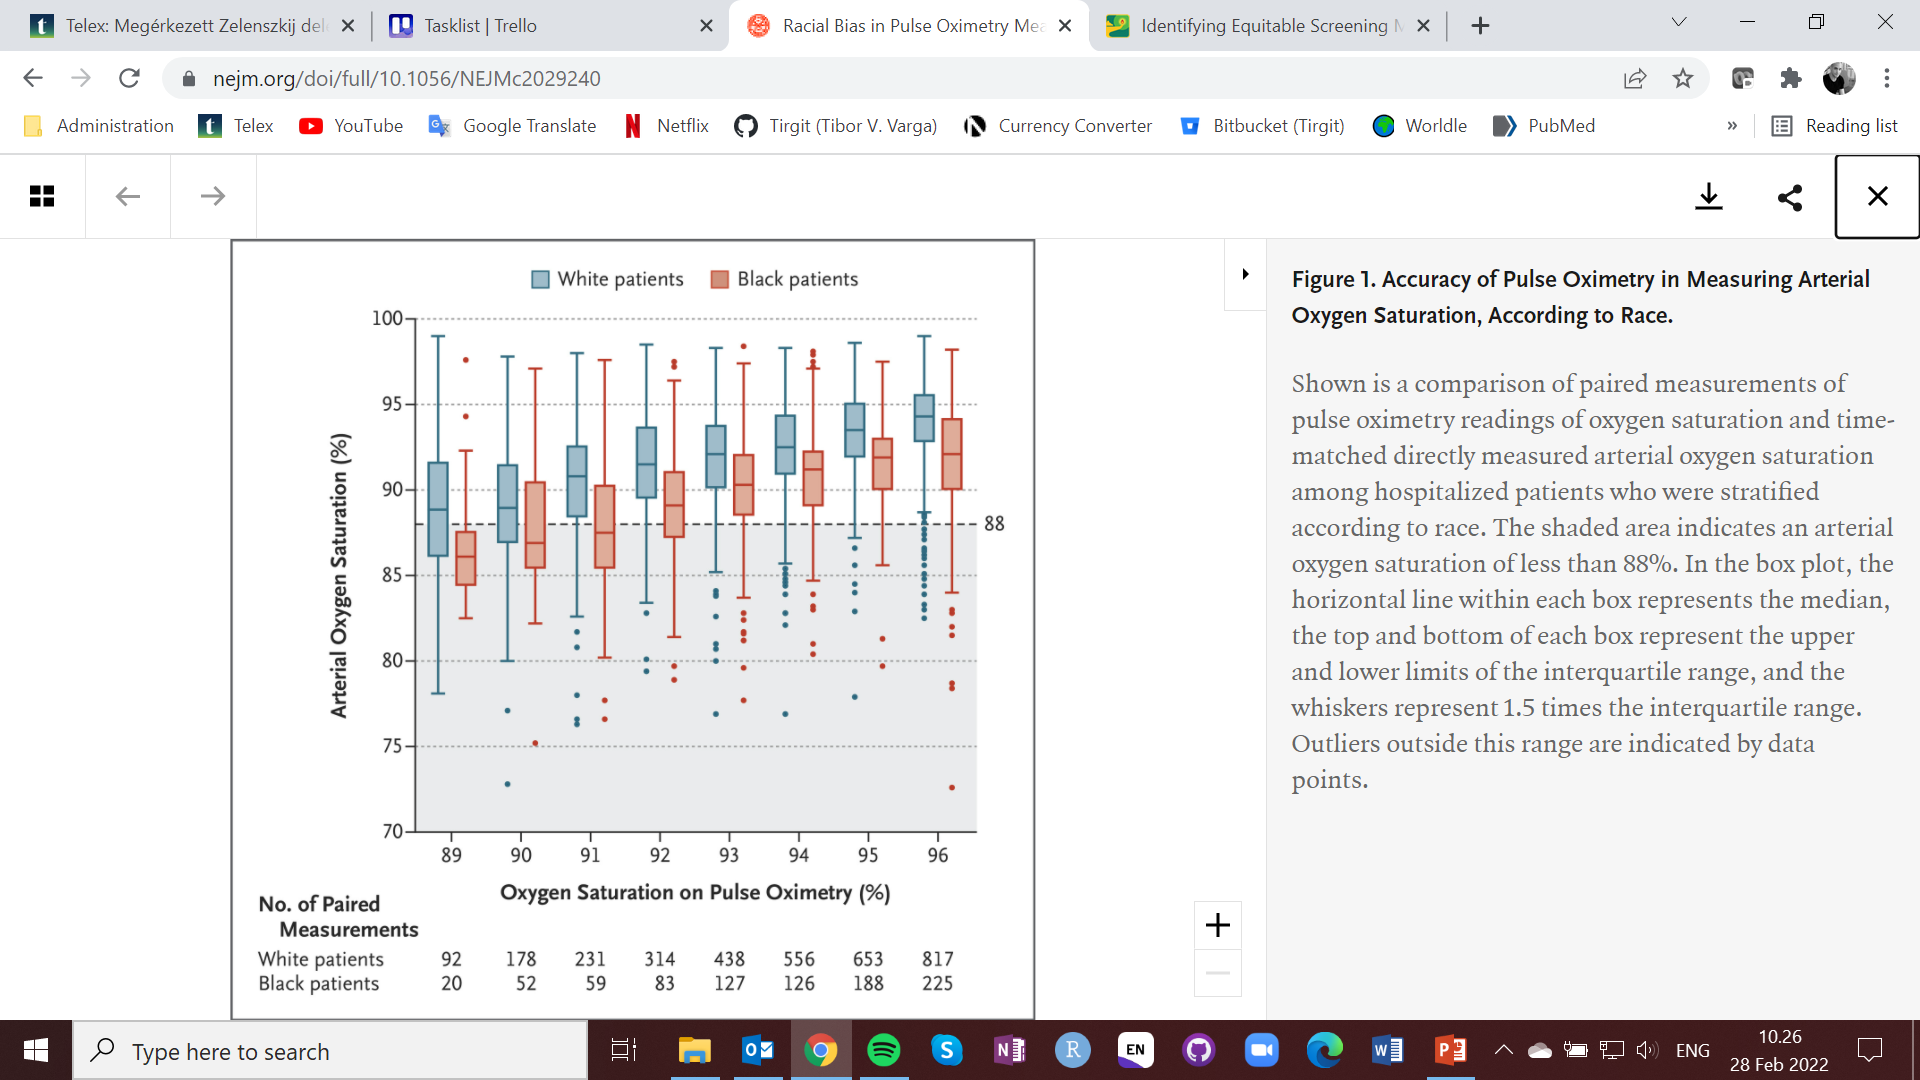 Telex: Megérkezett Zelenszkij del
Tasklist | Trello
Racial Bias in Pulse Oximetry Mea
Identifying Equitable Screening M
nejm.org/doi/full/10.1056/NEJMc2029240
Administration
Telex
YouTube
Google Translate
Netflix
Tirgit (Tibor V. Varga)
Currency Converter
Bitbucket (Tirgit)
Worldle
PubMed
»
Reading list
White patients
Black patients
100
95
90
85
80
75
70
88
Arterial Oxygen Saturation (%)
89 90 91 92 93 94 95 96
Oxygen Saturation on Pulse Oximetry (%)
No. of Paired
Measurements
White patients 92 178 231 314 438 556 653 817
Black patients 20 52 59 83 127 126 188 225
Figure 1. Accuracy of Pulse Oximetry in Measuring Arterial
Oxygen Saturation, According to Race.
Shown is a comparison of paired measurements of
pulse oximetry readings of oxygen saturation and time-
matched directly measured arterial oxygen saturation
among hospitalized patients who were stratified
according to race. The shaded area indicates an arterial
oxygen saturation of less than 88%. In the box plot, the
horizontal line within each box represents the median,
the top and bottom of each box represent the upper
and lower limits of the interquartile range, and the
whiskers represent 1.5 times the interquartile range.
Outliers outside this range are indicated by data
points.
Type here to search
EN
ENG
10.26
28 Feb 2022